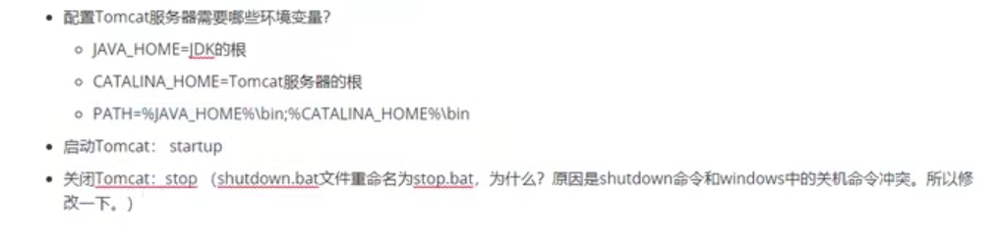 配置Tomcat服务器需要哪些环境变量？
JAVA_HOME=JDK的根
CATALINA_HOME=Tomcat服务器的根
PATH=%JAVA_HOME%\bin;%CATALINA_HOME%\bin
启动Tomcat： startup
关闭Tomcat：stop （shutdown.bat文件重命名为stop.bat，为什么？原因是shutdown命令和windows中的关机命令冲突。所以修
改一下。）